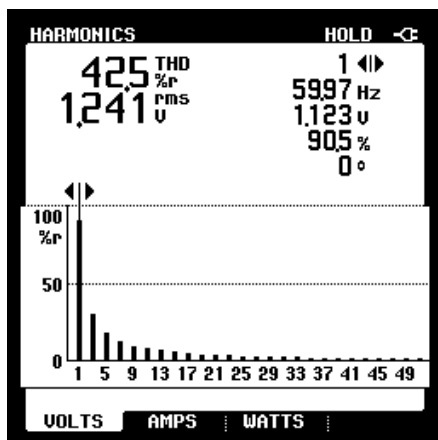 HARMONICS HOLD
42.5 THD %r
1.241 rms V
1
59.97 Hz
1.123 V
90.5 %
0 °
100
%r
50
0
1 5 9 13 17 21 25 29 33 37 41 45 49
VOLTS AMPS WATTS